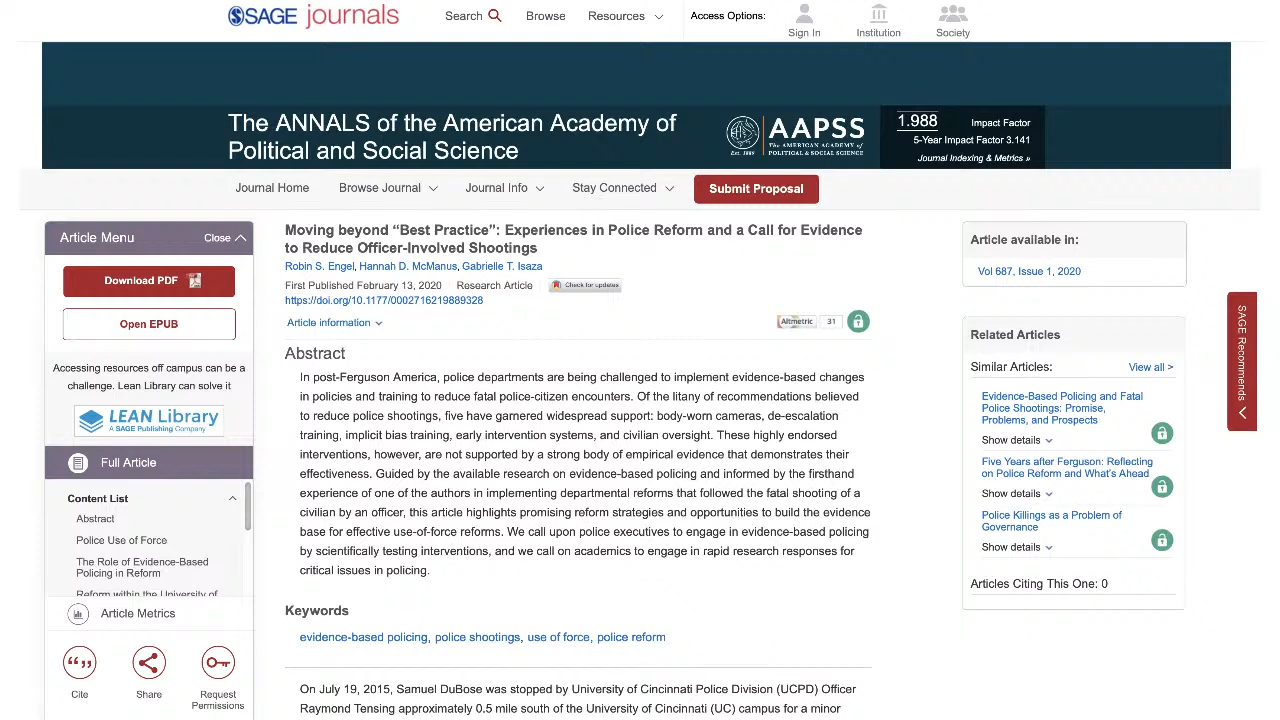 SAGE journals
Search
Browse
Resources
Access Options:
Sign In
Institution
Society
The ANNALS of the American Academy of
Political and Social Science
AAPSS
Est. 1889
The AMERICAN ACADEMY of
POLITICAL & SOCIAL SCIENCE
1.988 Impact Factor
5-Year Impact Factor 3.141
Journal Indexing & Metrics »
Journal Home
Browse Journal
Journal Info
Stay Connected
Submit Proposal
Article Menu
Close
Download PDF
Open EPUB
Accessing resources off campus can be a
challenge. Lean Library can solve it
LEAN Library
A SAGE Publishing Company
Full Article
Content List
Abstract
Police Use of Force
The Role of Evidence-Based
Policing in Reform
Reform within the University of
Article Metrics
Cite
Share
Request
Permissions
Moving beyond “Best Practice”: Experiences in Police Reform and a Call for Evidence
to Reduce Officer-Involved Shootings
Robin S. Engel, Hannah D. McManus, Gabrielle T. Isaza
First Published February 13, 2020 Research Article Check for updates
https://doi.org/10.1177/0002716219889328
Article information
Altmetric 31
Abstract
In post-Ferguson America, police departments are being challenged to implement evidence-based changes
in policies and training to reduce fatal police-citizen encounters. Of the litany of recommendations believed
to reduce police shootings, five have garnered widespread support: body-worn cameras, de-escalation
training, implicit bias training, early intervention systems, and civilian oversight. These highly endorsed
interventions, however, are not supported by a strong body of empirical evidence that demonstrates their
effectiveness. Guided by the available research on evidence-based policing and informed by the firsthand
experience of one of the authors in implementing departmental reforms that followed the fatal shooting of a
civilian by an officer, this article highlights promising reform strategies and opportunities to build the evidence
base for effective use-of-force reforms. We call upon police executives to engage in evidence-based policing
by scientifically testing interventions, and we call on academics to engage in rapid research responses for
critical issues in policing.
Keywords
evidence-based policing, police shootings, use of force, police reform
On July 19, 2015, Samuel DuBose was stopped by University of Cincinnati Police Division (UCPD) Officer
Raymond Tensing approximately 0.5 mile south of the University of Cincinnati (UC) campus for a minor
Article available in:
Vol 687, Issue 1, 2020
Related Articles
Similar Articles:
View all >
Evidence-Based Policing and Fatal
Police Shootings: Promise,
Problems, and Prospects
Show details
Five Years after Ferguson: Reflecting
on Police Reform and What’s Ahead
Show details
Police Killings as a Problem of
Governance
Show details
Articles Citing This One: 0
SAGE Recommends